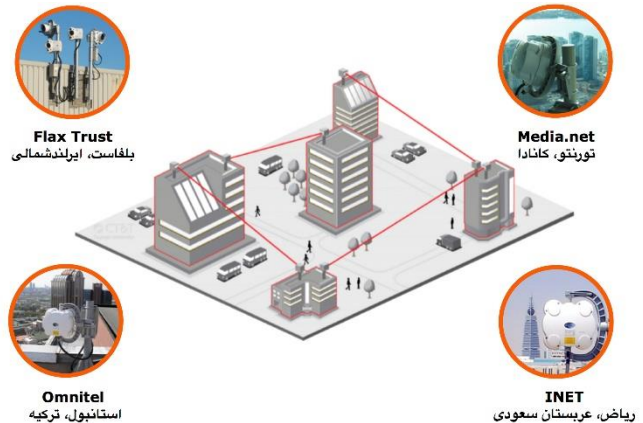 Flax Trust
بلفاست، ایرلندشمالی
Media.net
تورنتو، کانادا
Omnitel
استانبول، ترکیه
INET
ریاض، عربستان سعودی